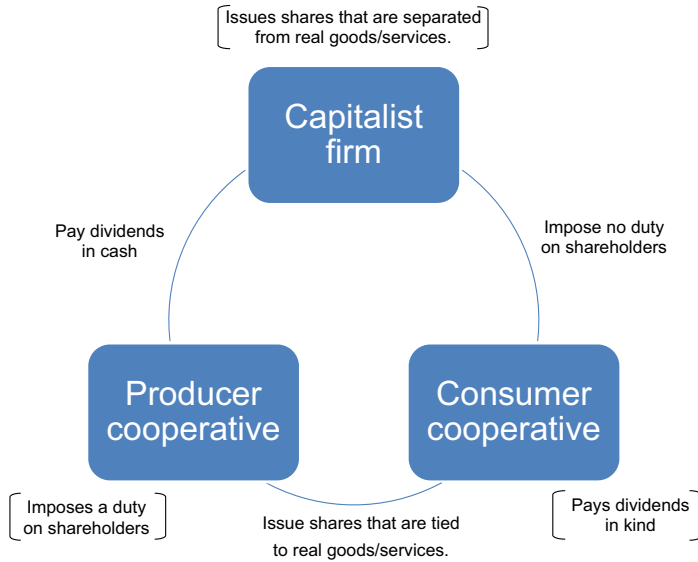 Issues shares that are separated
from real goods/services.
Capitalist
firm
Pay dividends
in cash
Impose no duty
on shareholders
Producer
cooperative
Consumer
cooperative
Imposes a duty
on shareholders
Issue shares that are tied
to real goods/services.
Pays dividends
in kind